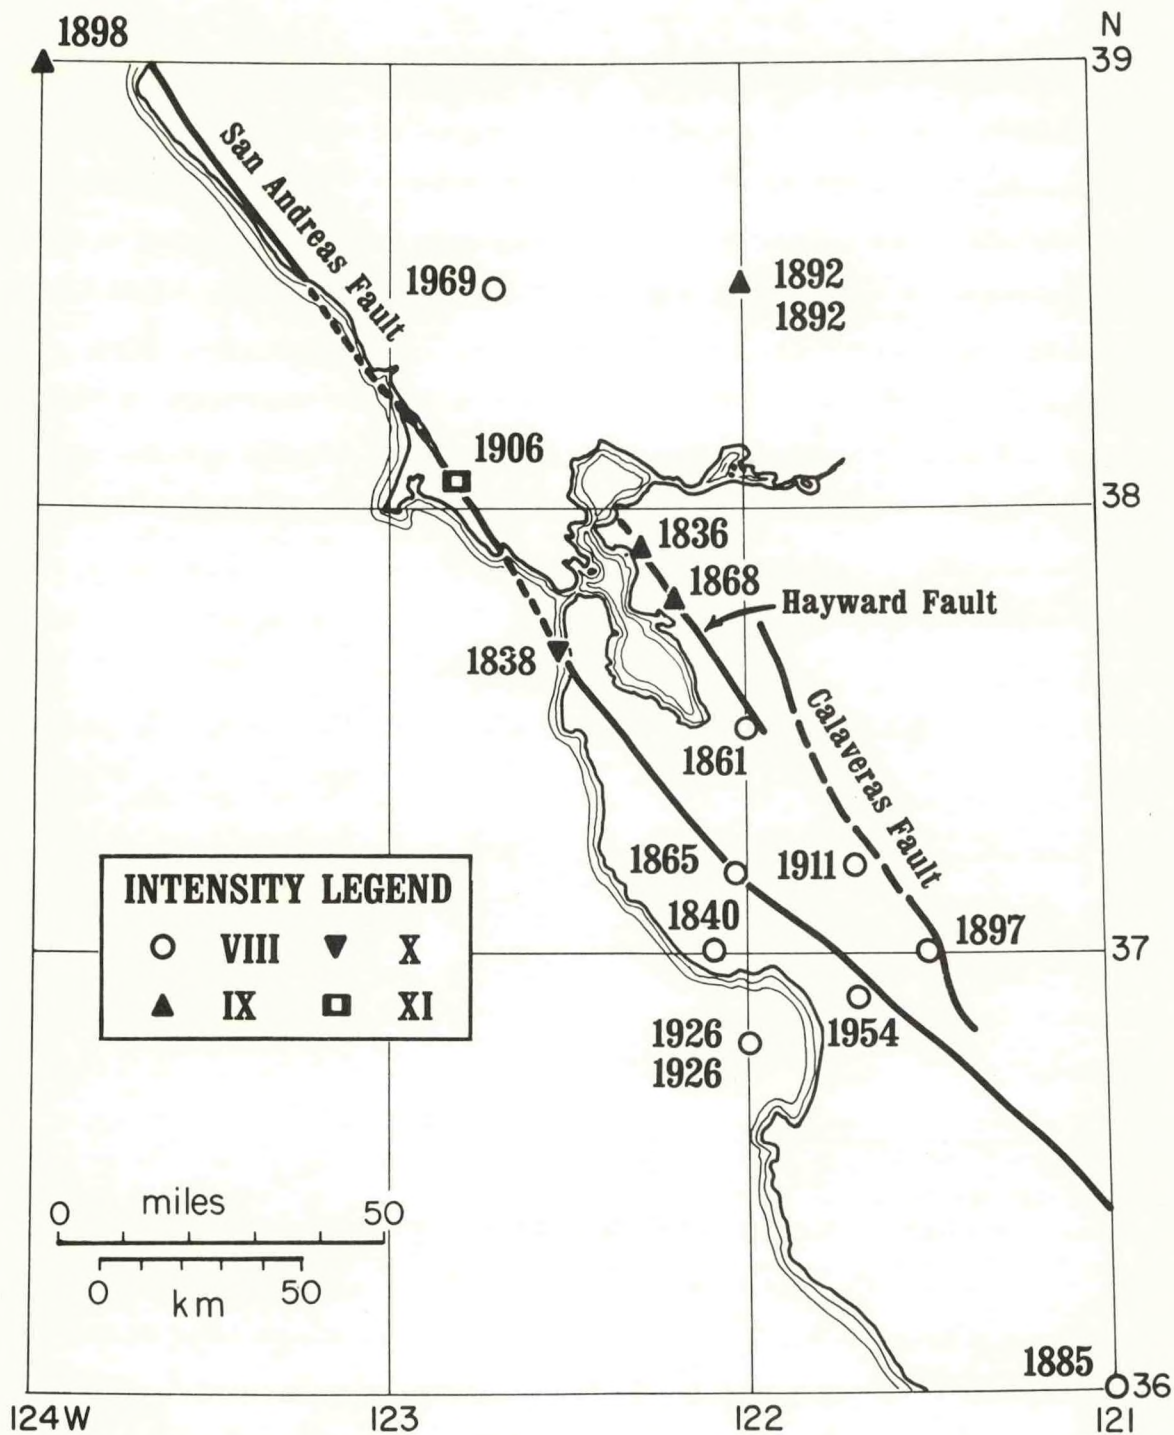 1898
N
39
San Andreas Fault
1969
1892
1892
1906
38
1836
1868
Hayward Fault
1838
Calaveras Fault
1861
1865
1911
INTENSITY LEGEND
VIII X
IX XI
1840
1897
37
1926
1926
1954
0 miles 50
0 km 50
1885
36
124W 123 122 121